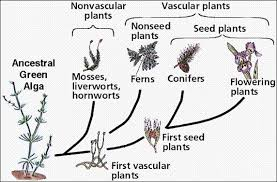 Nonvascular
plants
Vascular plants
Nonseed
plants
Seed plants
Ancestral
Green
Alga
Mosses,
liverworts,
hornworts
Ferns
Conifers
Flowering
plants
First seed
plants
First vascular
plants